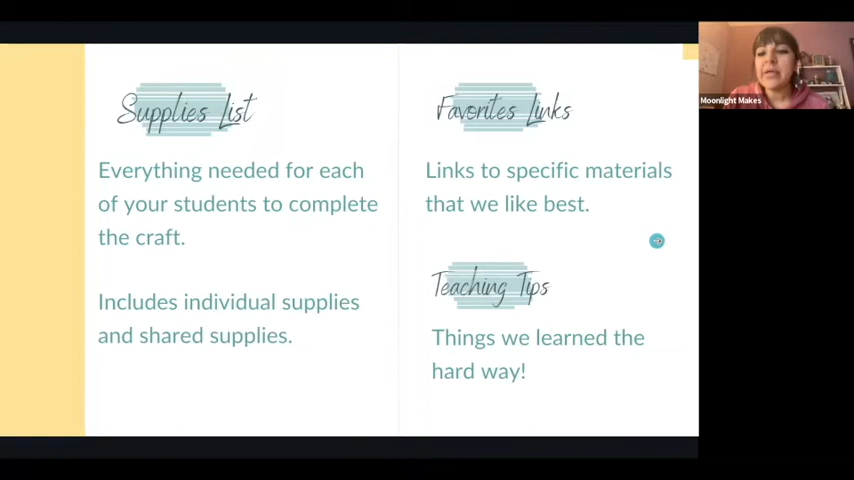 Supplies List
Everything needed for each
of your students to complete
the craft.
Includes individual supplies
and shared supplies.
Favorites Links
Links to specific materials
that we like best.
Teaching Tips
Things we learned the
hard way!
Moonlight Makes